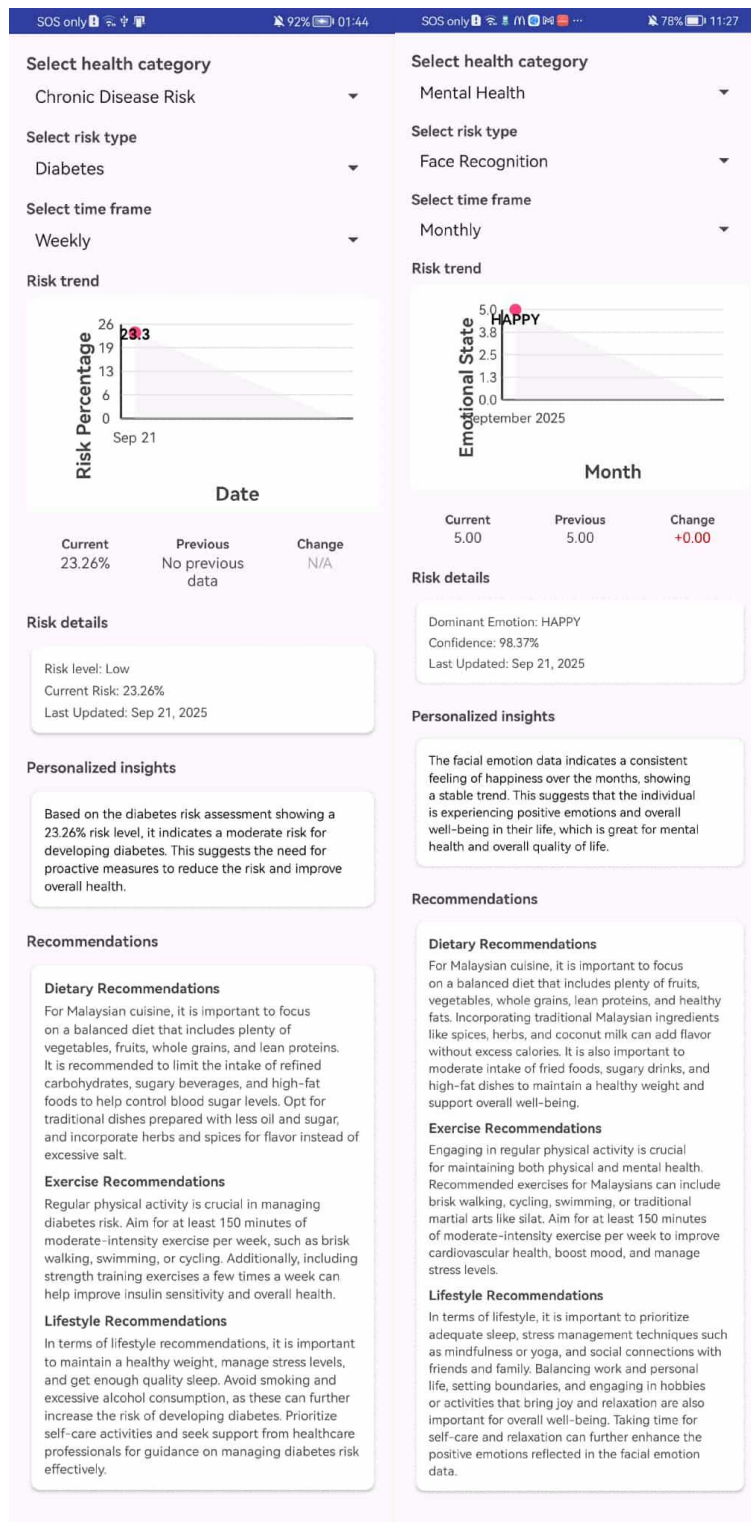 SOS only 92% 01:44
Select health category
Chronic Disease Risk
Select risk type
Diabetes
Select time frame
Weekly
Risk trend
Risk Percentage
26
19
13
6
0
23.3
Sep 21
Date
Current Previous Change
23.26% No previous N/A
data
Risk details
Risk level: Low
Current Risk: 23.26%
Last Updated: Sep 21, 2025
Personalized insights
Based on the diabetes risk assessment showing a
23.26% risk level, it indicates a moderate risk for
developing diabetes. This suggests the need for
proactive measures to reduce the risk and improve
overall health.
Recommendations
Dietary Recommendations
For Malaysian cuisine, it is important to focus
on a balanced diet that includes plenty of
vegetables, fruits, whole grains, and lean proteins.
It is recommended to limit the intake of refined
carbohydrates, sugary beverages, and high-fat
foods to help control blood sugar levels. Opt for
traditional dishes prepared with less oil and sugar,
and incorporate herbs and spices for flavor instead of
excessive salt.
Exercise Recommendations
Regular physical activity is crucial in managing
diabetes risk. Aim for at least 150 minutes of
moderate-intensity exercise per week, such as brisk
walking, swimming, or cycling. Additionally, including
strength training exercises a few times a week can
help improve insulin sensitivity and overall health.
Lifestyle Recommendations
In terms of lifestyle recommendations, it is important
to maintain a healthy weight, manage stress levels,
and get enough quality sleep. Avoid smoking and
excessive alcohol consumption, as these can further
increase the risk of developing diabetes. Prioritize
self-care activities and seek support from healthcare
professionals for guidance on managing diabetes risk
effectively.
SOS only 78% 11:27
Select health category
Mental Health
Select risk type
Face Recognition
Select time frame
Monthly
Risk trend
Emotional State
5.0
3.8
2.5
1.3
0.0
HAPPY
September 2025
Month
Current Previous Change
5.00 5.00 +0.00
Risk details
Dominant Emotion: HAPPY
Confidence: 98.37%
Last Updated: Sep 21, 2025
Personalized insights
The facial emotion data indicates a consistent
feeling of happiness over the months, showing
a stable trend. This suggests that the individual
is experiencing positive emotions and overall
well-being in their life, which is great for mental
health and overall quality of life.
Recommendations
Dietary Recommendations
For Malaysian cuisine, it is important to focus
on a balanced diet that includes plenty of fruits,
vegetables, whole grains, lean proteins, and healthy
fats. Incorporating traditional Malaysian ingredients
like spices, herbs, and coconut milk can add flavor
without excess calories. It is also important to
moderate intake of fried foods, sugary drinks, and
high-fat dishes to maintain a healthy weight and
support overall well-being.
Exercise Recommendations
Engaging in regular physical activity is crucial
for maintaining both physical and mental health.
Recommended exercises for Malaysians can include
brisk walking, cycling, swimming, or traditional
martial arts like silat. Aim for at least 150 minutes
of moderate-intensity exercise per week to improve
cardiovascular health, boost mood, and manage
stress levels.
Lifestyle Recommendations
In terms of lifestyle, it is important to prioritize
adequate sleep, stress management techniques such
as mindfulness or yoga, and social connections with
friends and family. Balancing work and personal
life, setting boundaries, and engaging in hobbies
or activities that bring joy and relaxation are also
important for overall well-being. Taking time for
self-care and relaxation can further enhance the
positive emotions reflected in the facial emotion
data.